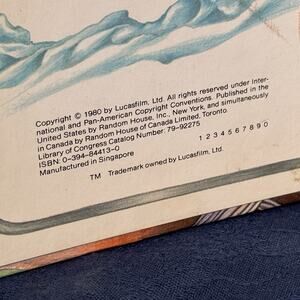 Copyright © 1980 by Lucasfilm, Ltd. All rights reserved under Inter-
national and Pan-American Copyright Conventions. Published in the
United States by Random House, Inc., New York, and simultaneously
in Canada by Random House of Canada Limited, Toronto.
Library of Congress Catalog Number: 79-92275
ISBN: 0-394-84413-0
Manufactured in Singapore
1 2 3 4 5 6 7 8 9 0
TM Trademark owned by Lucasfilm, Ltd.